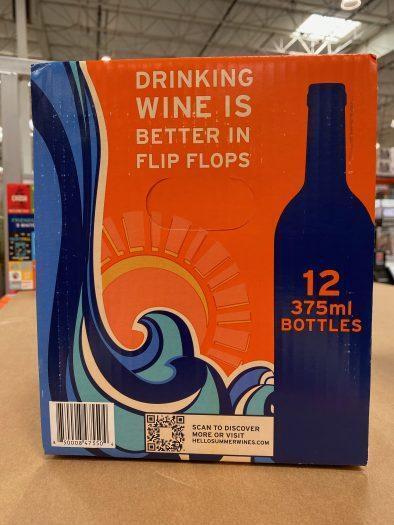 DRINKING
WINE IS
BETTER IN
FLIP FLOPS
12
375ml
BOTTLES
SCAN TO DISCOVER
MORE OR VISIT
HELLOSUMMERWINES.COM